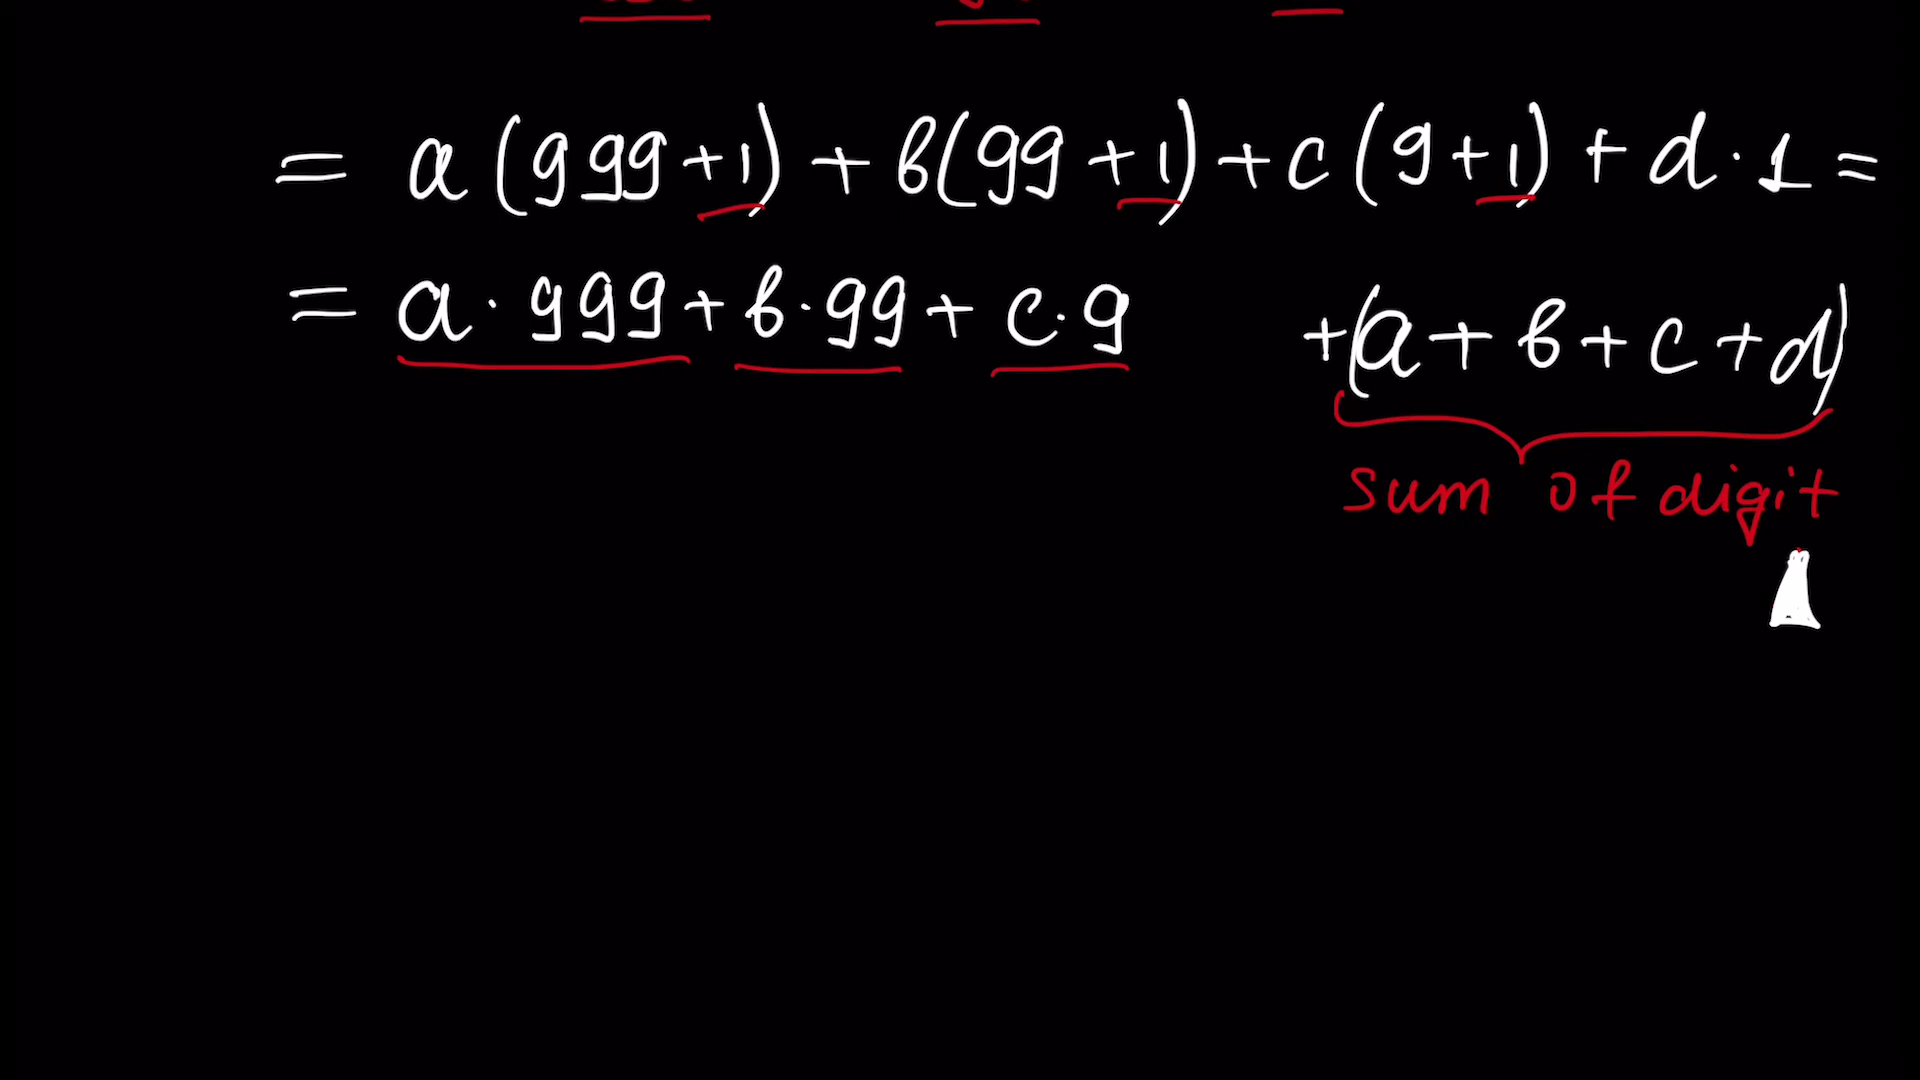 = a (999+1) + b(99+1) + c (9+1) + d·1 =
= a·999 + b·99 + c·9 +(a+b+c+d)
sum of digit